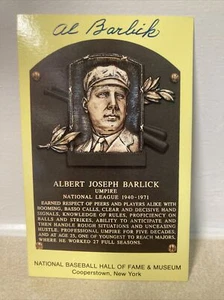 Al Barlick
ALBERT JOSEPH BARLICK
UMPIRE
NATIONAL LEAGUE 1940-1971
EARNED RESPECT OF PEERS AND PLAYERS ALIKE WITH
BOOMING, BASSO CALLS, CLEAR AND DECISIVE HAND
SIGNALS, KNOWLEDGE OF RULES, PROFICIENCY ON
BALLS AND STRIKES, ABILITY TO ANTICIPATE AND
THEN HANDLE ROUGH SITUATIONS AND UNCEASING
HUSTLE. PROFESSIONAL UMPIRE FOR FIVE DECADES,
AND AT AGE 25, ONE OF YOUNGEST TO REACH MAJORS,
WHERE HE WORKED 27 FULL SEASONS.
NATIONAL BASEBALL HALL OF FAME & MUSEUM
Cooperstown, New York